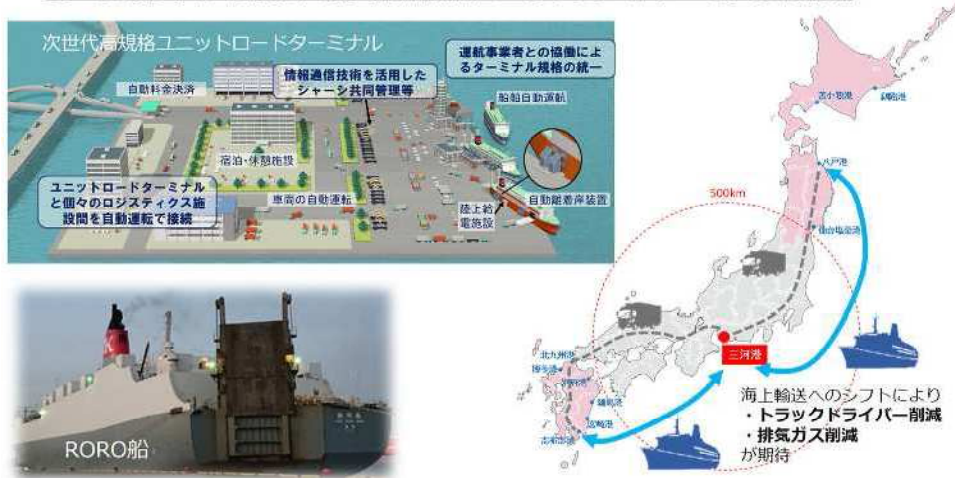 次世代高規格ユニットロードターミナル
自動料金決済
情報通信技術を活用した
シャーシ共同管理等
運航事業者との協働によ
るターミナル規格の統一
船舶自動運航
宿泊・休憩施設
ユニットロードターミナル
と個々のロジスティクス施
設間を自動運転で接続
車両の自動運転
陸上給
電施設
自動離着岸装置
RORO船
苫小牧港
釧路港
八戸港
500km
仙台塩釜港
三河港
北九州港
博多港
細島港
宮崎港
志布志港
海上輸送へのシフトにより
・トラックドライバー削減
・排気ガス削減
が期待